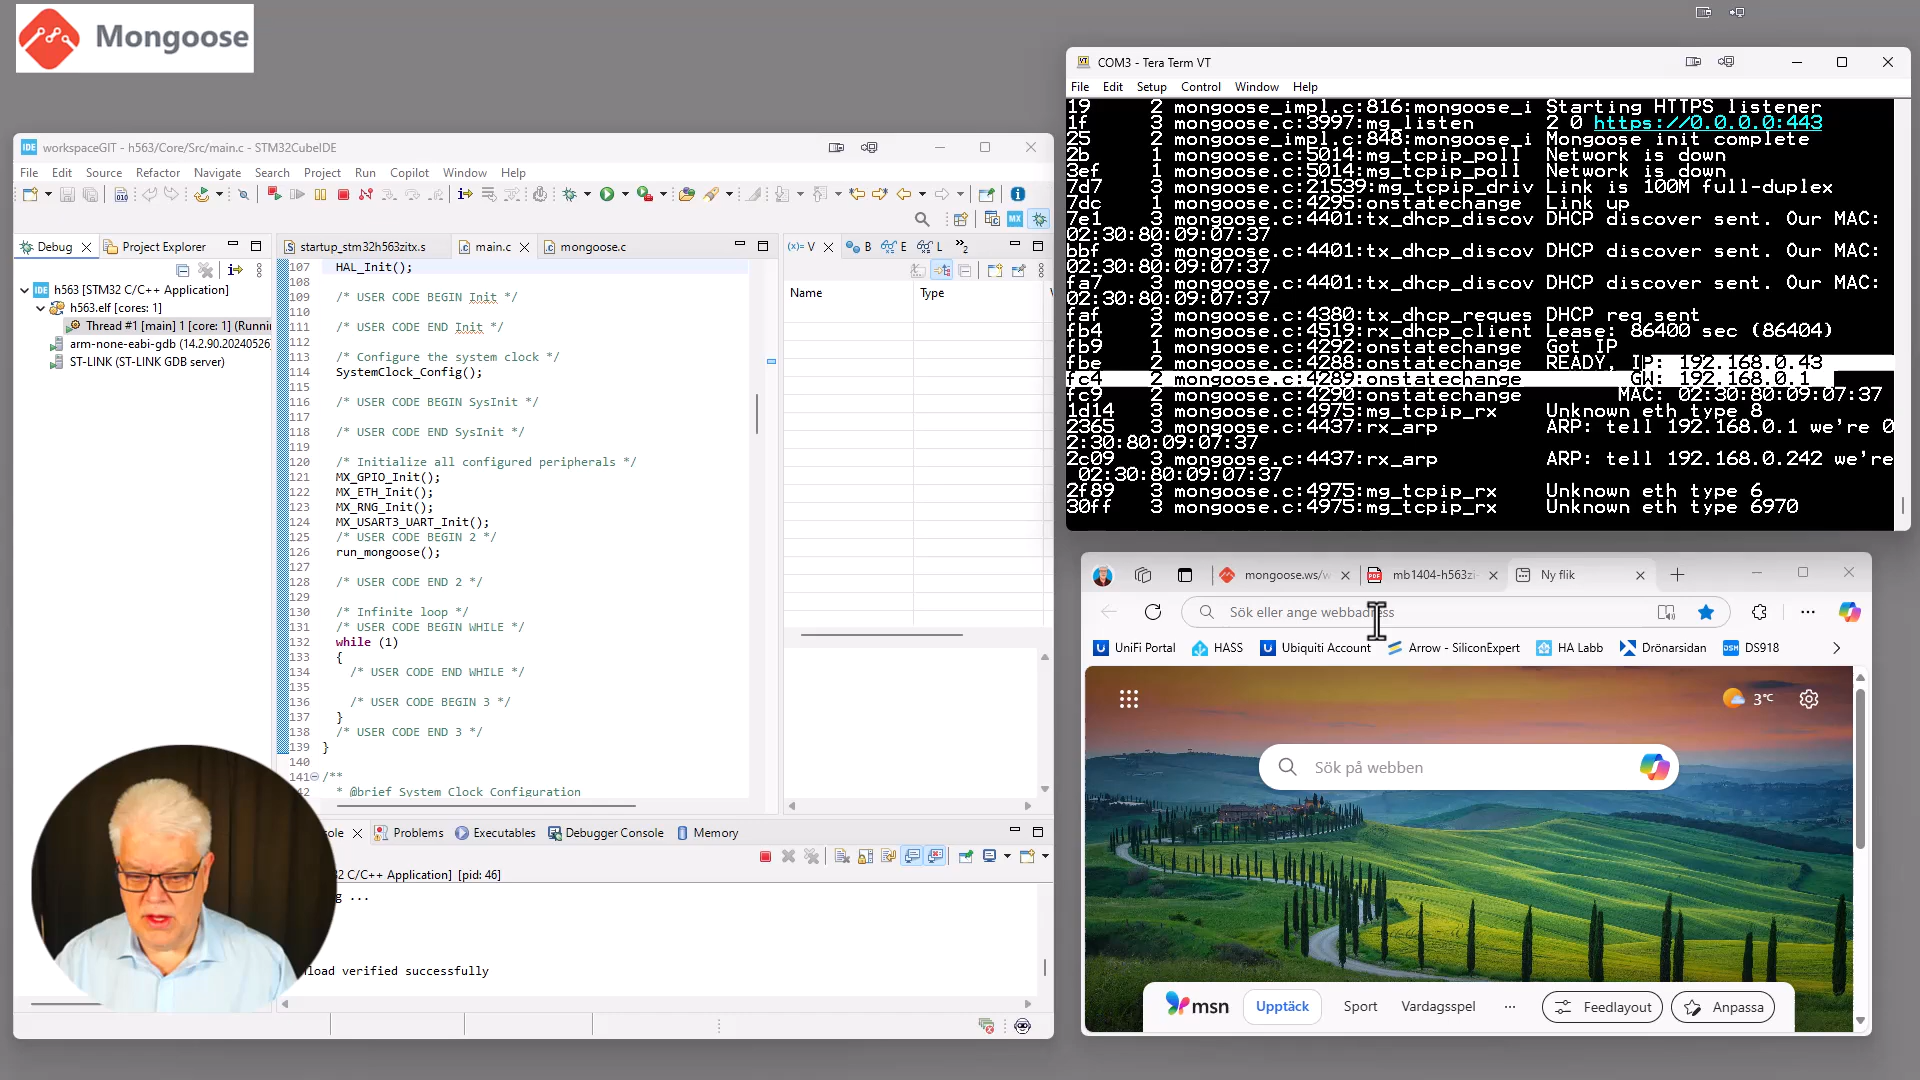 Mongoose
workspaceGIT - h563/Core/Src/main.c - STM32CubeIDE
File Edit Source Refactor Navigate Search Project Run Copilot Window Help
Debug Project Explorer
h563 [STM32 C/C++ Application]
h563.elf [cores: 1]
Thread #1 [main] 1 [core: 1] (Runnin
arm-none-eabi-gdb (14.2.90.20240526
ST-LINK (ST-LINK GDB server)
startup_stm32h563zitx.s main.c mongoose.c
107 HAL_Init();
108
109 /* USER CODE BEGIN Init */
110
111 /* USER CODE END Init */
112
113 /* Configure the system clock */
114 SystemClock_Config();
115
116 /* USER CODE BEGIN SysInit */
117
118 /* USER CODE END SysInit */
119
120 /* Initialize all configured peripherals */
121 MX_GPIO_Init();
122 MX_ETH_Init();
123 MX_RNG_Init();
124 MX_USART3_UART_Init();
125 /* USER CODE BEGIN 2 */
126 run_mongoose();
127
128 /* USER CODE END 2 */
129
130 /* Infinite loop */
131 /* USER CODE BEGIN WHILE */
132 while (1)
133 {
134 /* USER CODE END WHILE */
135
136 /* USER CODE BEGIN 3 */
137 }
138 /* USER CODE END 3 */
139 }
140
141 /**
42 * @brief System Clock Configuration
(x)= V B E L »2
Name Type
ole Problems Executables Debugger Console Memory
2 C/C++ Application] [pid: 46]
g ...
load verified successfully
COM3 - Tera Term VT
File Edit Setup Control Window Help
19 2 mongoose_impl.c:816:mongoose_i Starting HTTPS listener
1f 3 mongoose.c:3997:mg_listen 2 0 https://0.0.0.0:443
25 2 mongoose_impl.c:848:mongoose_i Mongoose init complete
2b 1 mongoose.c:5014:mg_tcpip_poll Network is down
3ef 1 mongoose.c:5014:mg_tcpip_poll Network is down
7d7 3 mongoose.c:21539:mg_tcpip_driv Link is 100M full-duplex
7dc 1 mongoose.c:4295:onstatechange Link up
7e1 3 mongoose.c:4401:tx_dhcp_discov DHCP discover sent. Our MAC:
02:30:80:09:07:37
bbf 3 mongoose.c:4401:tx_dhcp_discov DHCP discover sent. Our MAC:
02:30:80:09:07:37
fa7 3 mongoose.c:4401:tx_dhcp_discov DHCP discover sent. Our MAC:
02:30:80:09:07:37
faf 3 mongoose.c:4380:tx_dhcp_reques DHCP req sent
fb4 2 mongoose.c:4519:rx_dhcp_client Lease: 86400 sec (86404)
fb9 1 mongoose.c:4292:onstatechange Got IP
fbe 2 mongoose.c:4288:onstatechange READY, IP: 192.168.0.43
fc4 2 mongoose.c:4289:onstatechange GW: 192.168.0.1
fc9 2 mongoose.c:4290:onstatechange MAC: 02:30:80:09:07:37
1d14 3 mongoose.c:4975:mg_tcpip_rx Unknown eth type 8
2365 3 mongoose.c:4437:rx_arp ARP: tell 192.168.0.1 we're 0
2:30:80:09:07:37
2c09 3 mongoose.c:4437:rx_arp ARP: tell 192.168.0.242 we're
02:30:80:09:07:37
2f89 3 mongoose.c:4975:mg_tcpip_rx Unknown eth type 6
30ff 3 mongoose.c:4975:mg_tcpip_rx Unknown eth type 6970
mongoose.ws/w mb1404-h563zi- Ny flik
Sök eller ange webbadress
UniFi Portal HASS Ubiquiti Account Arrow - SiliconExpert HA Labb Drönarsidan DS918
3°C
Sök på webben
msn Upptäck Sport Vardagsspel ... Feedlayout Anpassa